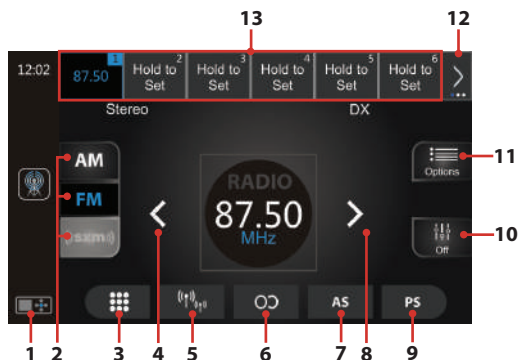 13 12
12:02 87.50 1 Hold to Set 2 Hold to Set 3 Hold to Set 4 Hold to Set 5 Hold to Set 6
Stereo DX
AM
FM
sxm
RADIO
87.50
MHz
Options
11
Off
10
AS PS
1 2 3 4 5 6 7 8 9